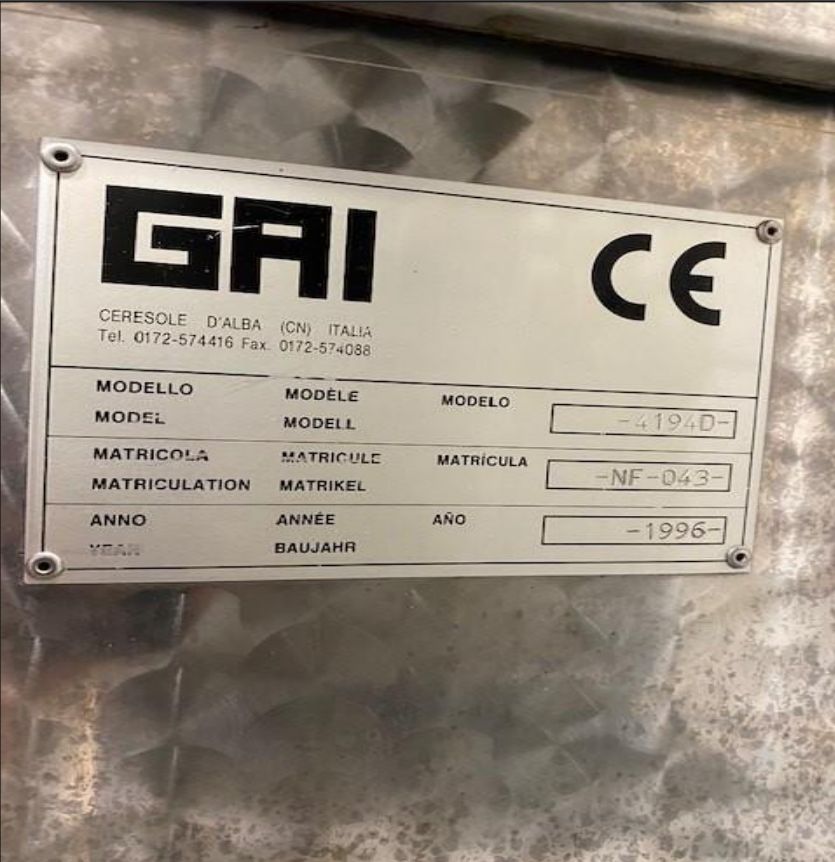 GAI
CE
CERESOLE D'ALBA (CN) ITALIA
Tel. 0172-574416 Fax. 0172-574088
MODELLO MODÈLE MODELO
MODEL MODELL
-4194D-
MATRICOLA MATRICULE MATRÍCULA
MATRICULATION MATRIKEL
-NF-043-
ANNO ANNÉE AÑO
YEAR BAUJAHR
-1996-